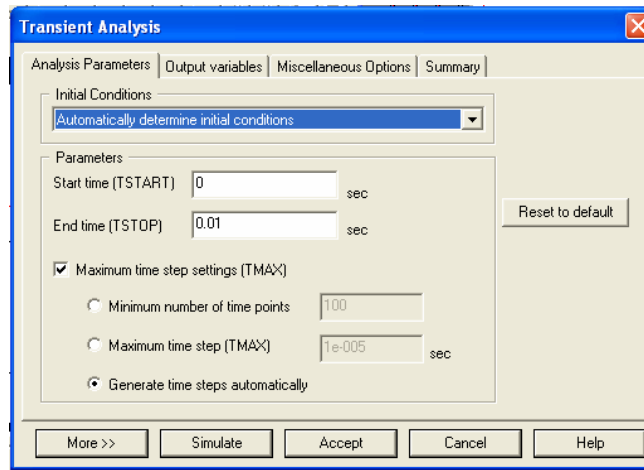 Transient Analysis
Analysis Parameters Output variables Miscellaneous Options Summary
Initial Conditions
Automatically determine initial conditions
Parameters
Start time (TSTART) 0 sec
Reset to default
End time (TSTOP) 0.01 sec
Maximum time step settings (TMAX)
Minimum number of time points 100
Maximum time step (TMAX) 1e-005 sec
Generate time steps automatically
More >> Simulate Accept Cancel Help